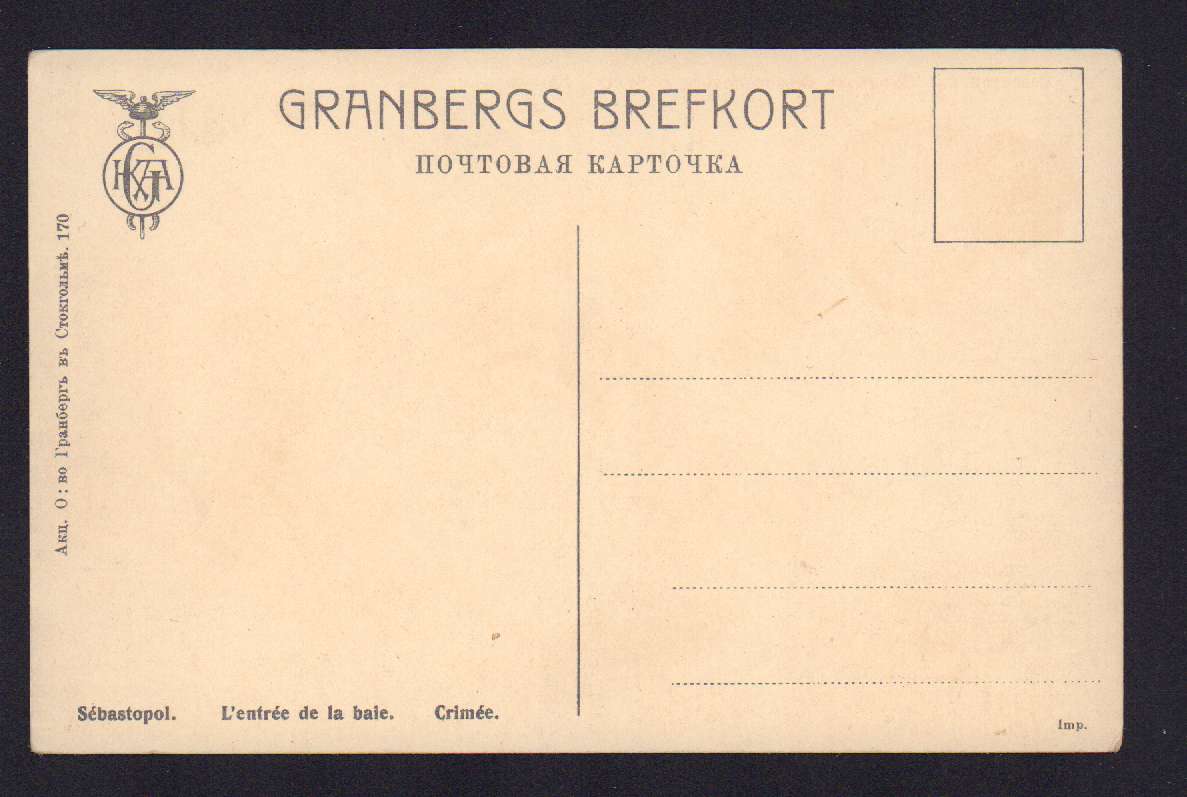 GRANBERGS BREFKORT
ПОЧТОВАЯ КАРТОЧКА
Акц. О: во Гранбергъ въ Стокгольмѣ. 170
Sébastopol. L'entrée de la baie. Crimée.
Imp.